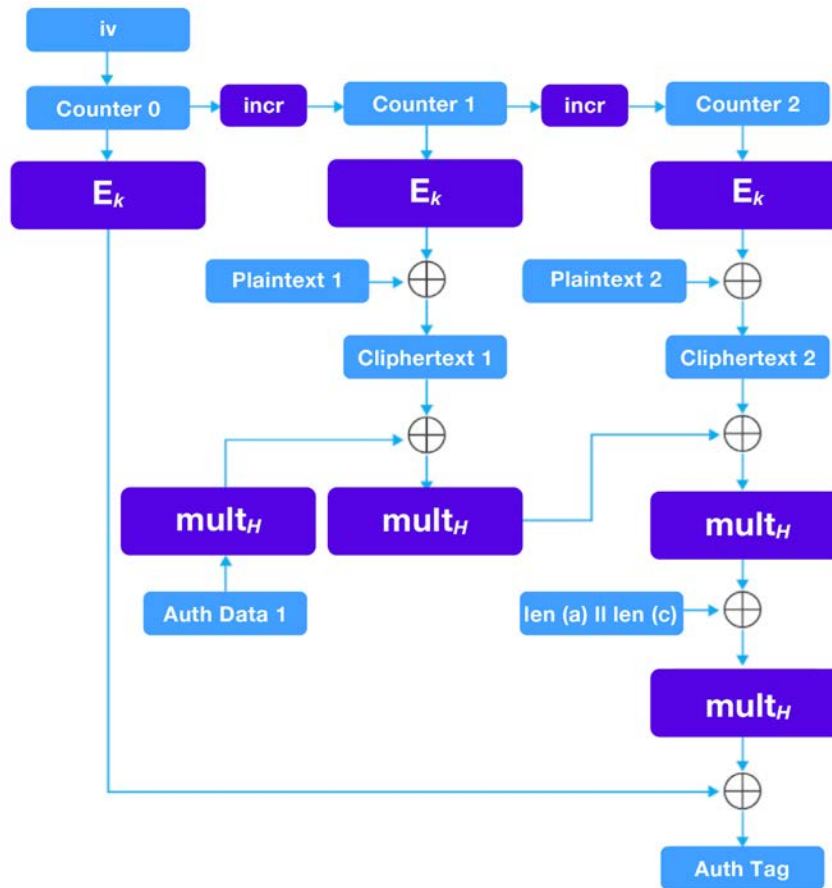 iv
Counter 0
incr
Counter 1
incr
Counter 2
Ek
Ek
Ek
Plaintext 1
Plaintext 2
Cliphertext 1
Cliphertext 2
multH
multH
multH
Auth Data 1
len (a) II len (c)
multH
Auth Tag